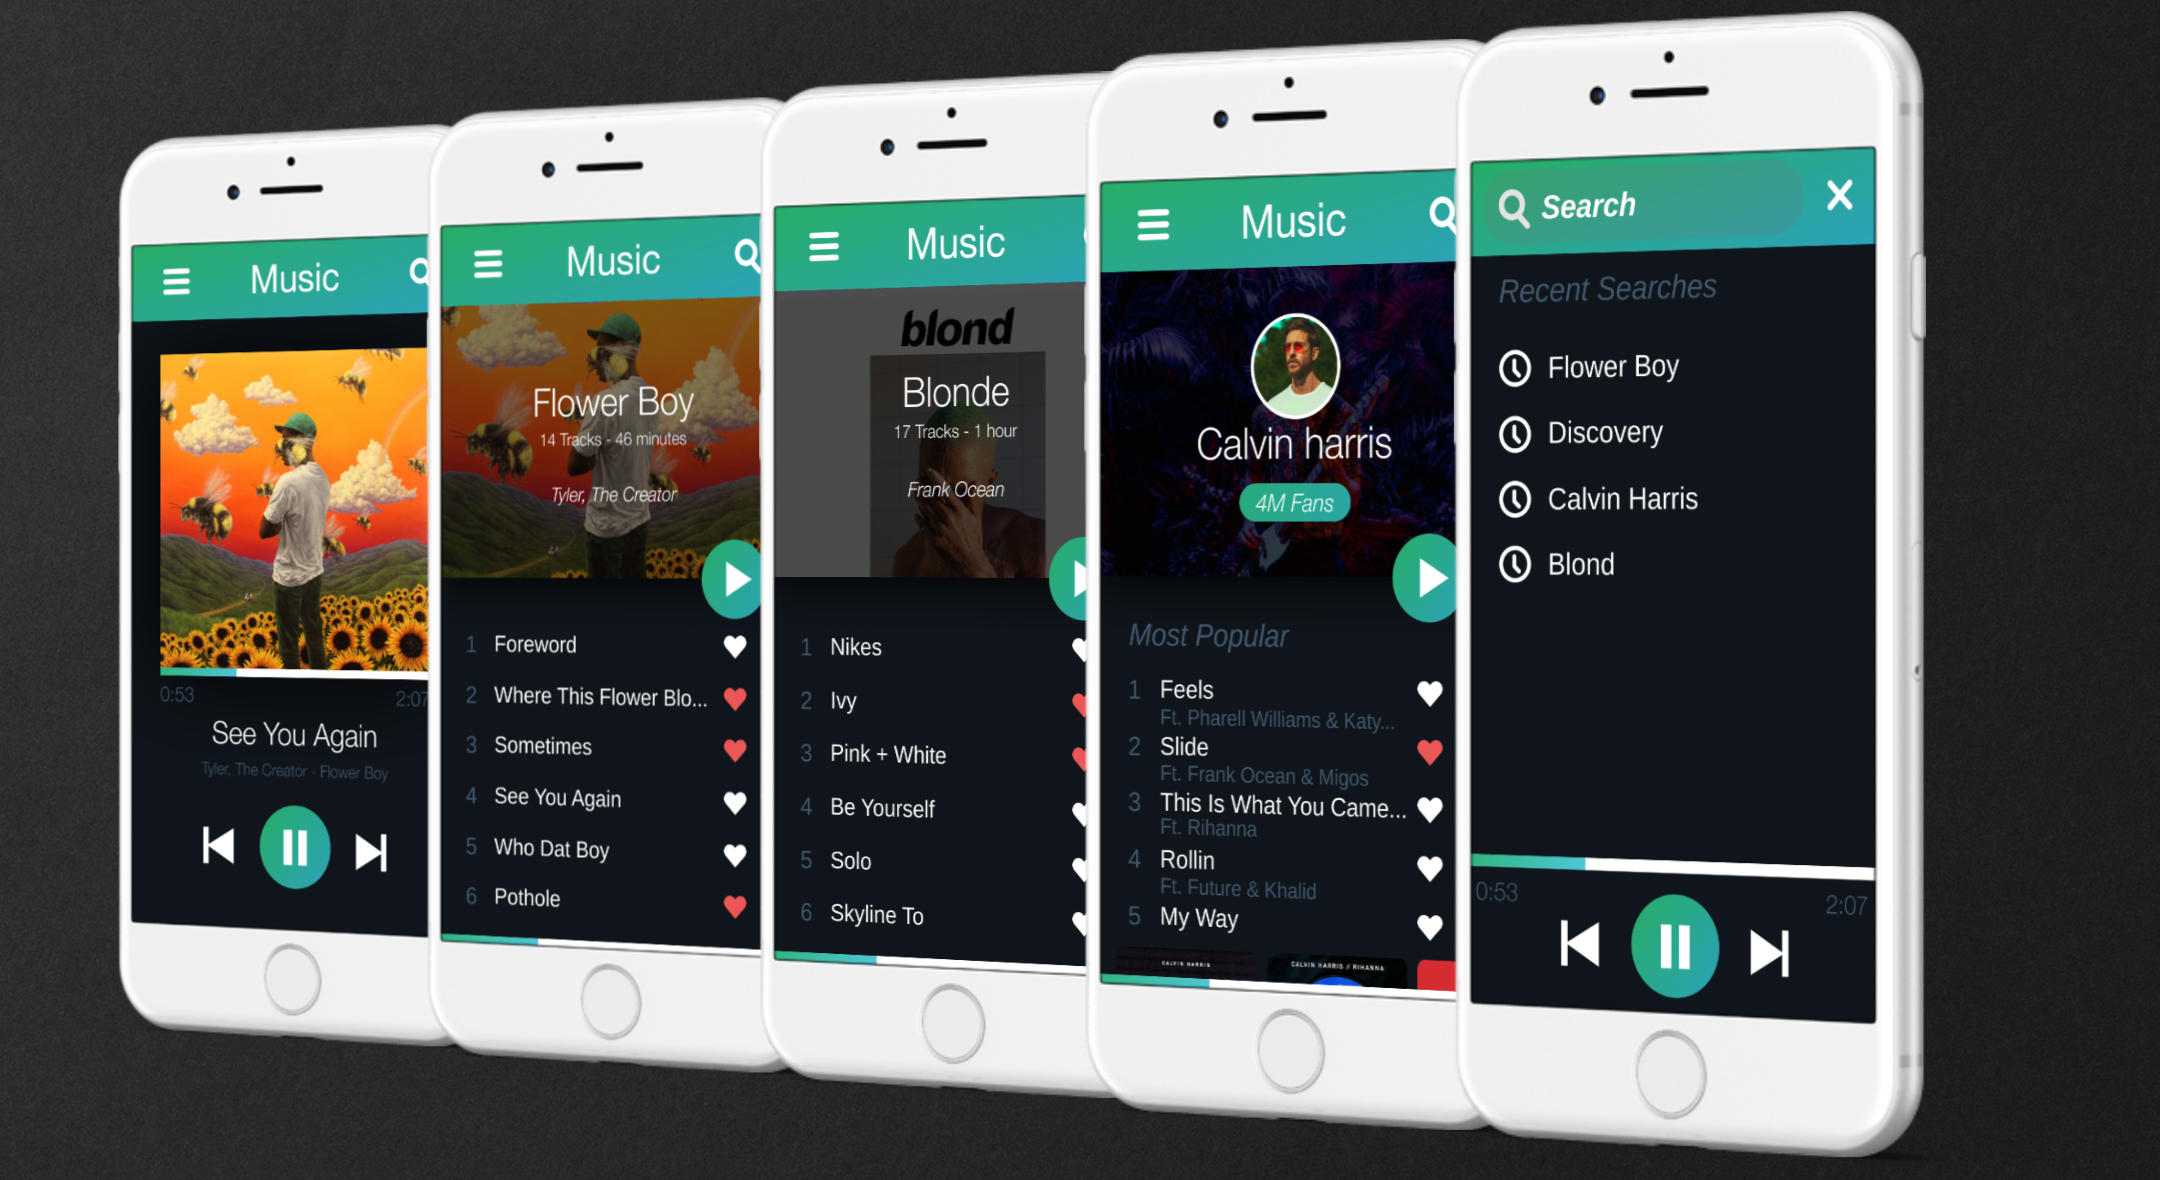 Music
0:53
2:07
See You Again
Tyler, The Creator - Flower Boy
Music
Flower Boy
14 Tracks - 46 minutes
Tyler, The Creator
1 Foreword
2 Where This Flower Blo...
3 Sometimes
4 See You Again
5 Who Dat Boy
6 Pothole
Music
blond
Blonde
17 Tracks - 1 hour
Frank Ocean
1 Nikes
2 Ivy
3 Pink + White
4 Be Yourself
5 Solo
6 Skyline To
Music
Calvin harris
4M Fans
Most Popular
1 Feels
Ft. Pharell Williams & Katy...
2 Slide
Ft. Frank Ocean & Migos
3 This Is What You Came...
Ft. Rihanna
4 Rollin
Ft. Future & Khalid
5 My Way
CALVIN HARRIS
CALVIN HARRIS // RIHANNA
Search
Recent Searches
Flower Boy
Discovery
Calvin Harris
Blond
0:53
2:07